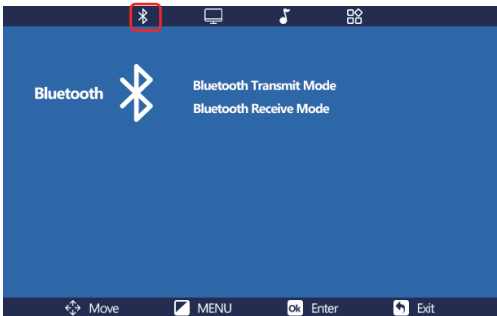 Bluetooth
Bluetooth Transmit Mode
Bluetooth Receive Mode
Move MENU Ok Enter Exit